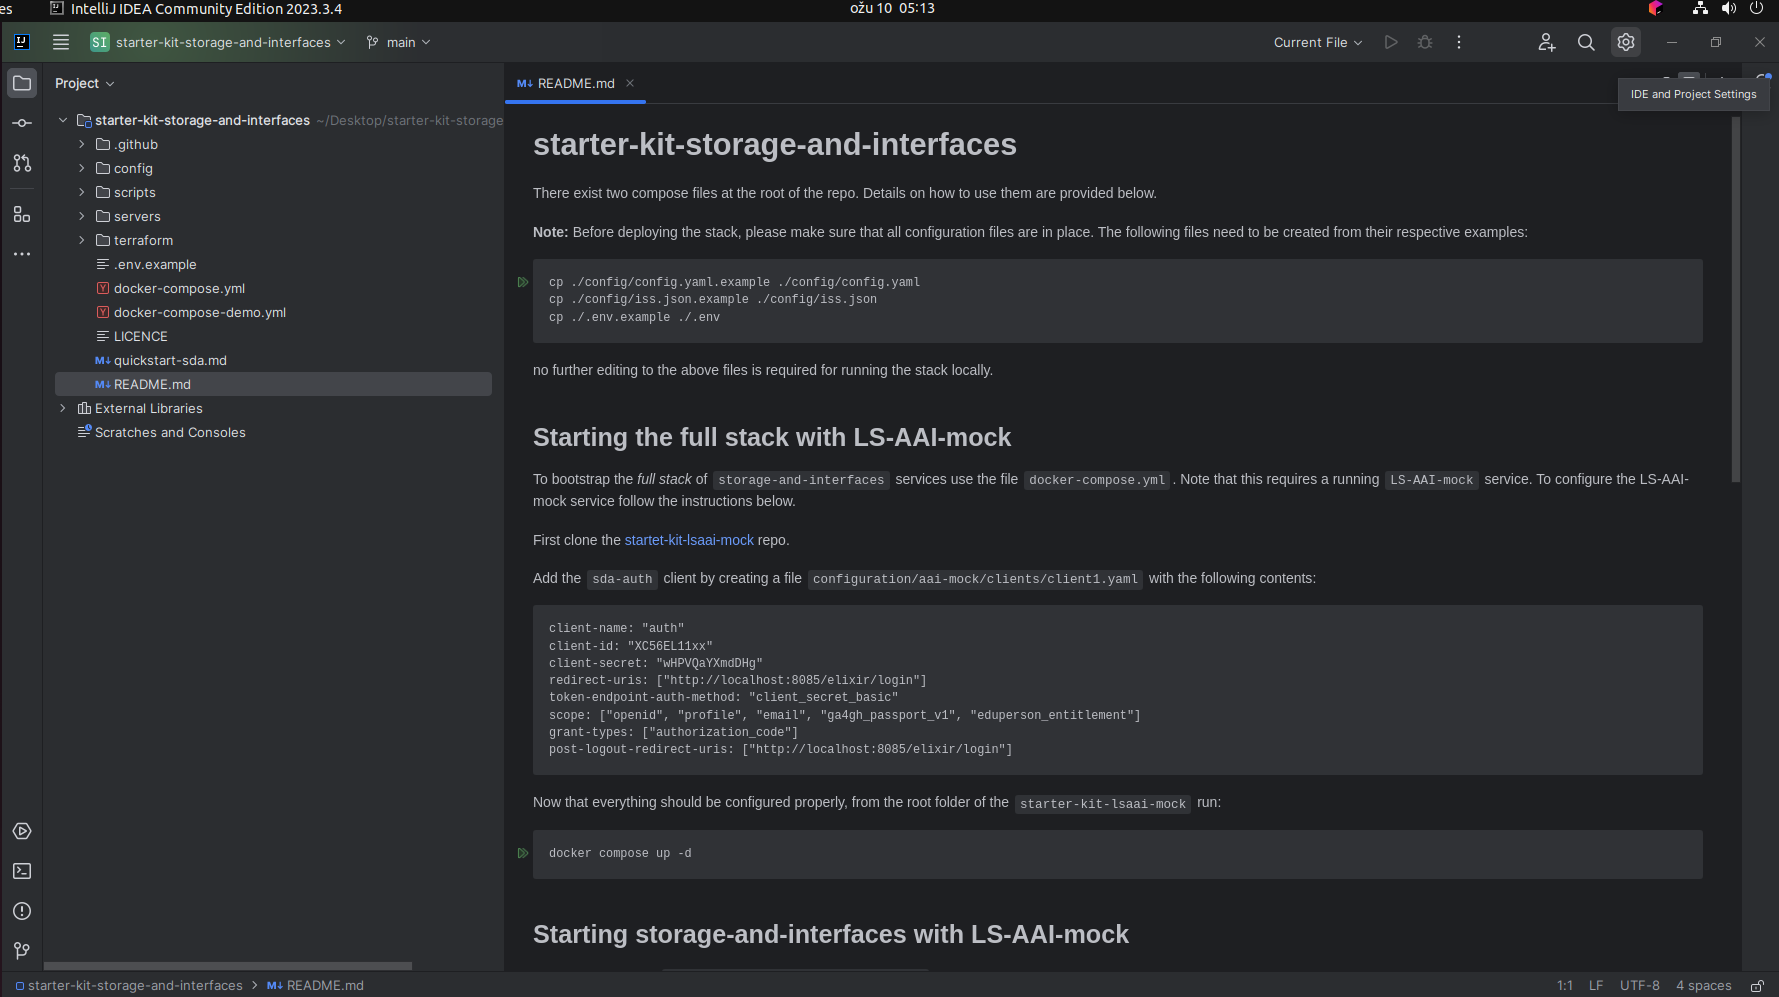 es
IntelliJ IDEA Community Edition 2023.3.4
ožu 10 05:13
SI starter-kit-storage-and-interfaces
main
Current File
Project
README.md
IDE and Project Settings
starter-kit-storage-and-interfaces ~/Desktop/starter-kit-storage
.github
config
scripts
servers
terraform
.env.example
docker-compose.yml
docker-compose-demo.yml
LICENCE
quickstart-sda.md
README.md
External Libraries
Scratches and Consoles
starter-kit-storage-and-interfaces
There exist two compose files at the root of the repo. Details on how to use them are provided below.
Note: Before deploying the stack, please make sure that all configuration files are in place. The following files need to be created from their respective examples:
cp ./config/config.yaml.example ./config/config.yaml
cp ./config/iss.json.example ./config/iss.json
cp ./.env.example ./.env
no further editing to the above files is required for running the stack locally.
Starting the full stack with LS-AAI-mock
To bootstrap the full stack of storage-and-interfaces services use the file docker-compose.yml . Note that this requires a running LS-AAI-mock service. To configure the LS-AAI-
mock service follow the instructions below.
First clone the startet-kit-lsaai-mock repo.
Add the sda-auth client by creating a file configuration/aai-mock/clients/client1.yaml with the following contents:
client-name: "auth"
client-id: "XC56EL11xx"
client-secret: "wHPVQaYXmdDHg"
redirect-uris: ["http://localhost:8085/elixir/login"]
token-endpoint-auth-method: "client_secret_basic"
scope: ["openid", "profile", "email", "ga4gh_passport_v1", "eduperson_entitlement"]
grant-types: ["authorization_code"]
post-logout-redirect-uris: ["http://localhost:8085/elixir/login"]
Now that everything should be configured properly, from the root folder of the starter-kit-lsaai-mock run:
docker compose up -d
Starting storage-and-interfaces with LS-AAI-mock
starter-kit-storage-and-interfaces > README.md
1:1
LF
UTF-8
4 spaces